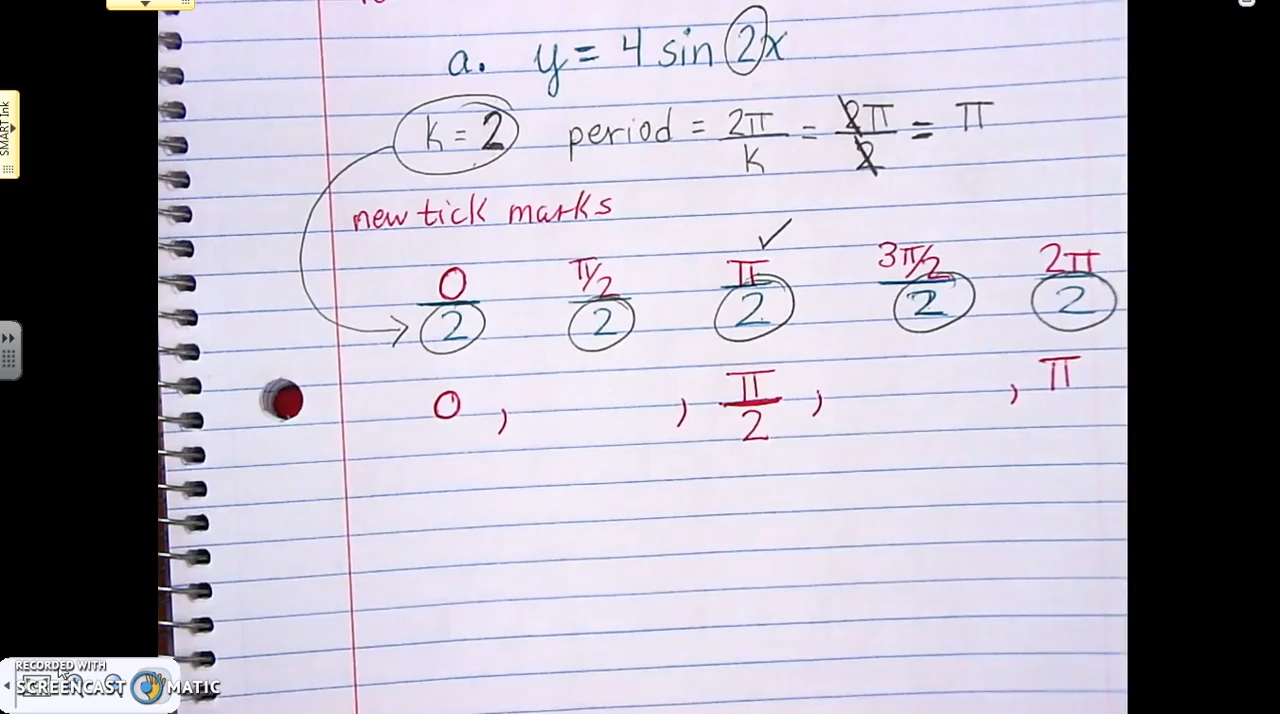 a. y = 4 sin 2x
k = 2 period = 2π/k = 2π/2 = π
new tick marks
0/2 π/2/2 π/2 ✓ 3π/2/2 2π/2
0, , π/2, , π
SMART Ink
RECORDED WITH
SCREENCAST MATIC